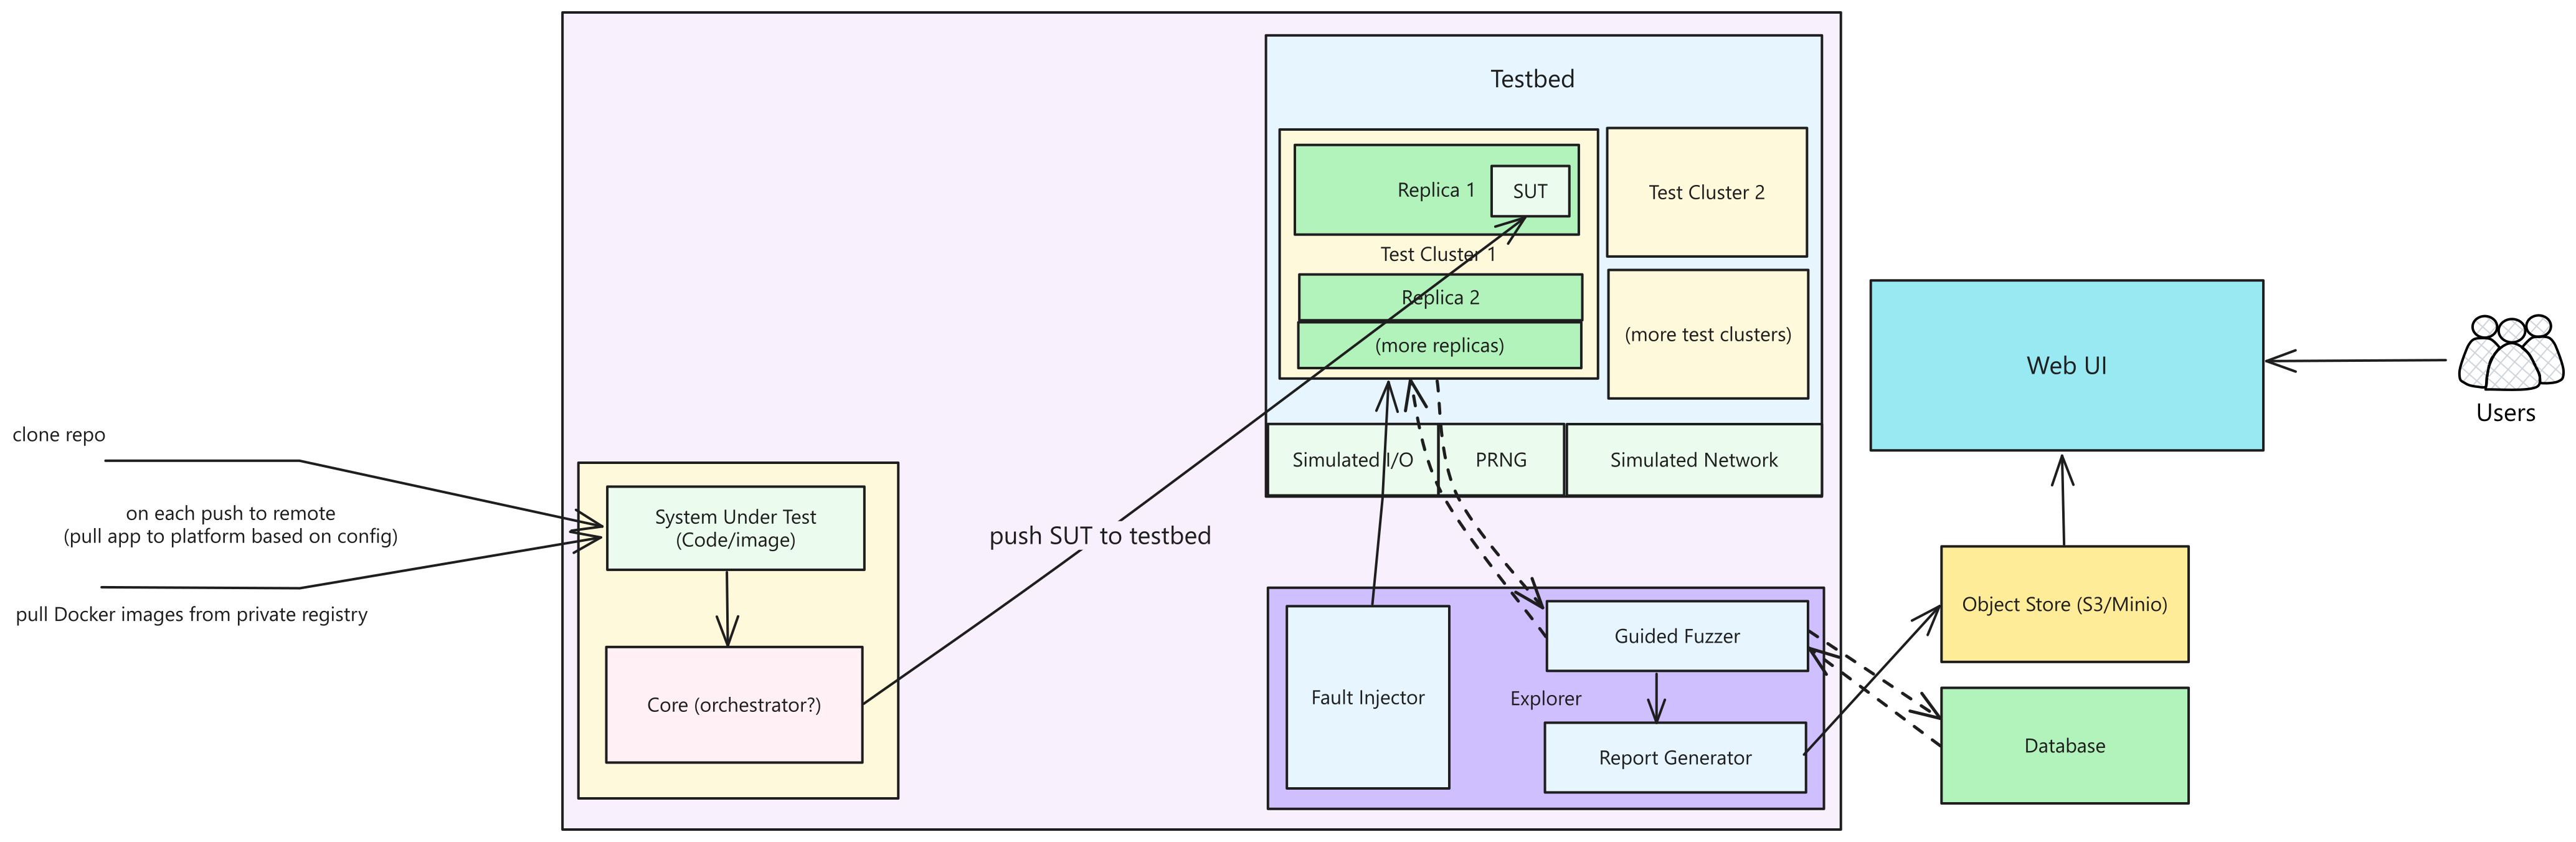 clone repo
on each push to remote
(pull app to platform based on config)
pull Docker images from private registry
System Under Test
(Code/image)
Core (orchestrator?)
push SUT to testbed
Testbed
Replica 1
SUT
Test Cluster 1
Replica 2
(more replicas)
Test Cluster 2
(more test clusters)
Simulated I/O
PRNG
Simulated Network
Fault Injector
Explorer
Guided Fuzzer
Report Generator
Web UI
Object Store (S3/Minio)
Database
Users